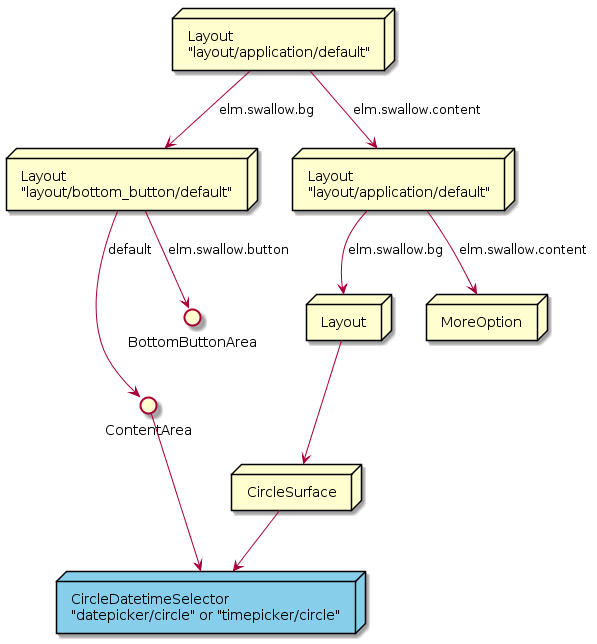 Layout
"layout/application/default"
elm.swallow.bg
elm.swallow.content
Layout
"layout/bottom_button/default"
Layout
"layout/application/default"
default
elm.swallow.button
elm.swallow.bg
elm.swallow.content
BottomButtonArea
Layout
MoreOption
ContentArea
CircleSurface
CircleDatetimeSelector
"datepicker/circle" or "timepicker/circle"